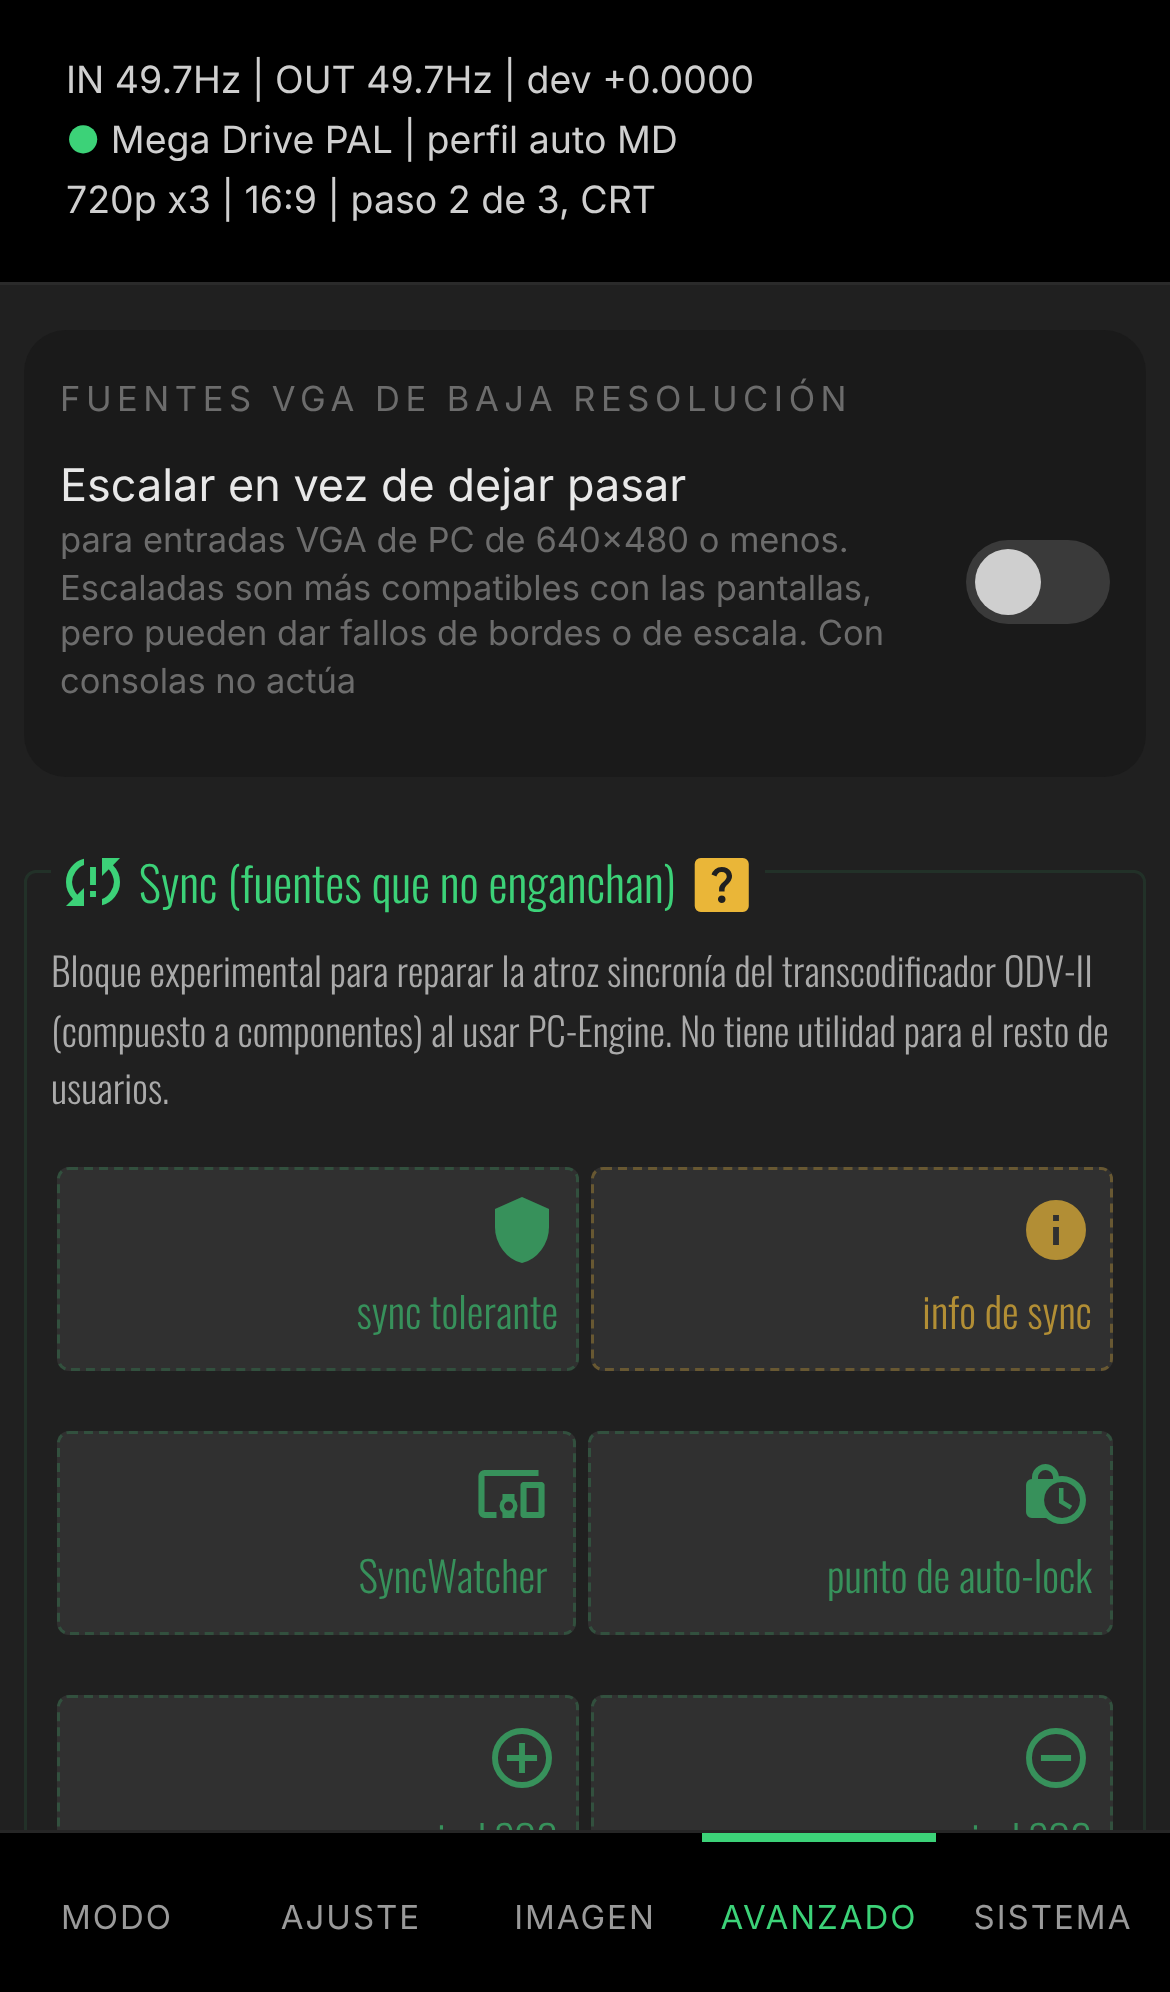 IN 49.7Hz | OUT 49.7Hz | dev +0.0000
Mega Drive PAL | perfil auto MD
720p x3 | 16:9 | paso 2 de 3, CRT
FUENTES VGA DE BAJA RESOLUCIÓN
Escalar en vez de dejar pasar
para entradas VGA de PC de 640×480 o menos.
Escaladas son más compatibles con las pantallas,
pero pueden dar fallos de bordes o de escala. Con
consolas no actúa
Sync (fuentes que no enganchan) ?
Bloque experimental para reparar la atroz sincronía del transcodificador ODV-II
(compuesto a componentes) al usar PC-Engine. No tiene utilidad para el resto de
usuarios.
sync tolerante
info de sync
SyncWatcher
punto de auto-lock
MODO AJUSTE IMAGEN AVANZADO SISTEMA